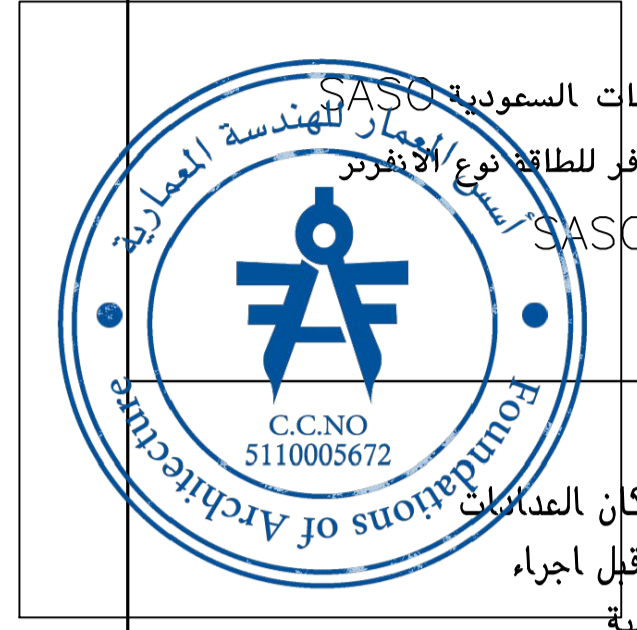 ات السعودية SASO
فر للطاقة نوع الانفرتر
SASO
أسس المعمار للهندسة المعمارية
C.C.NO
5110005672
Foundations of Architecture
كان العدادات
قبل اجراء
ية